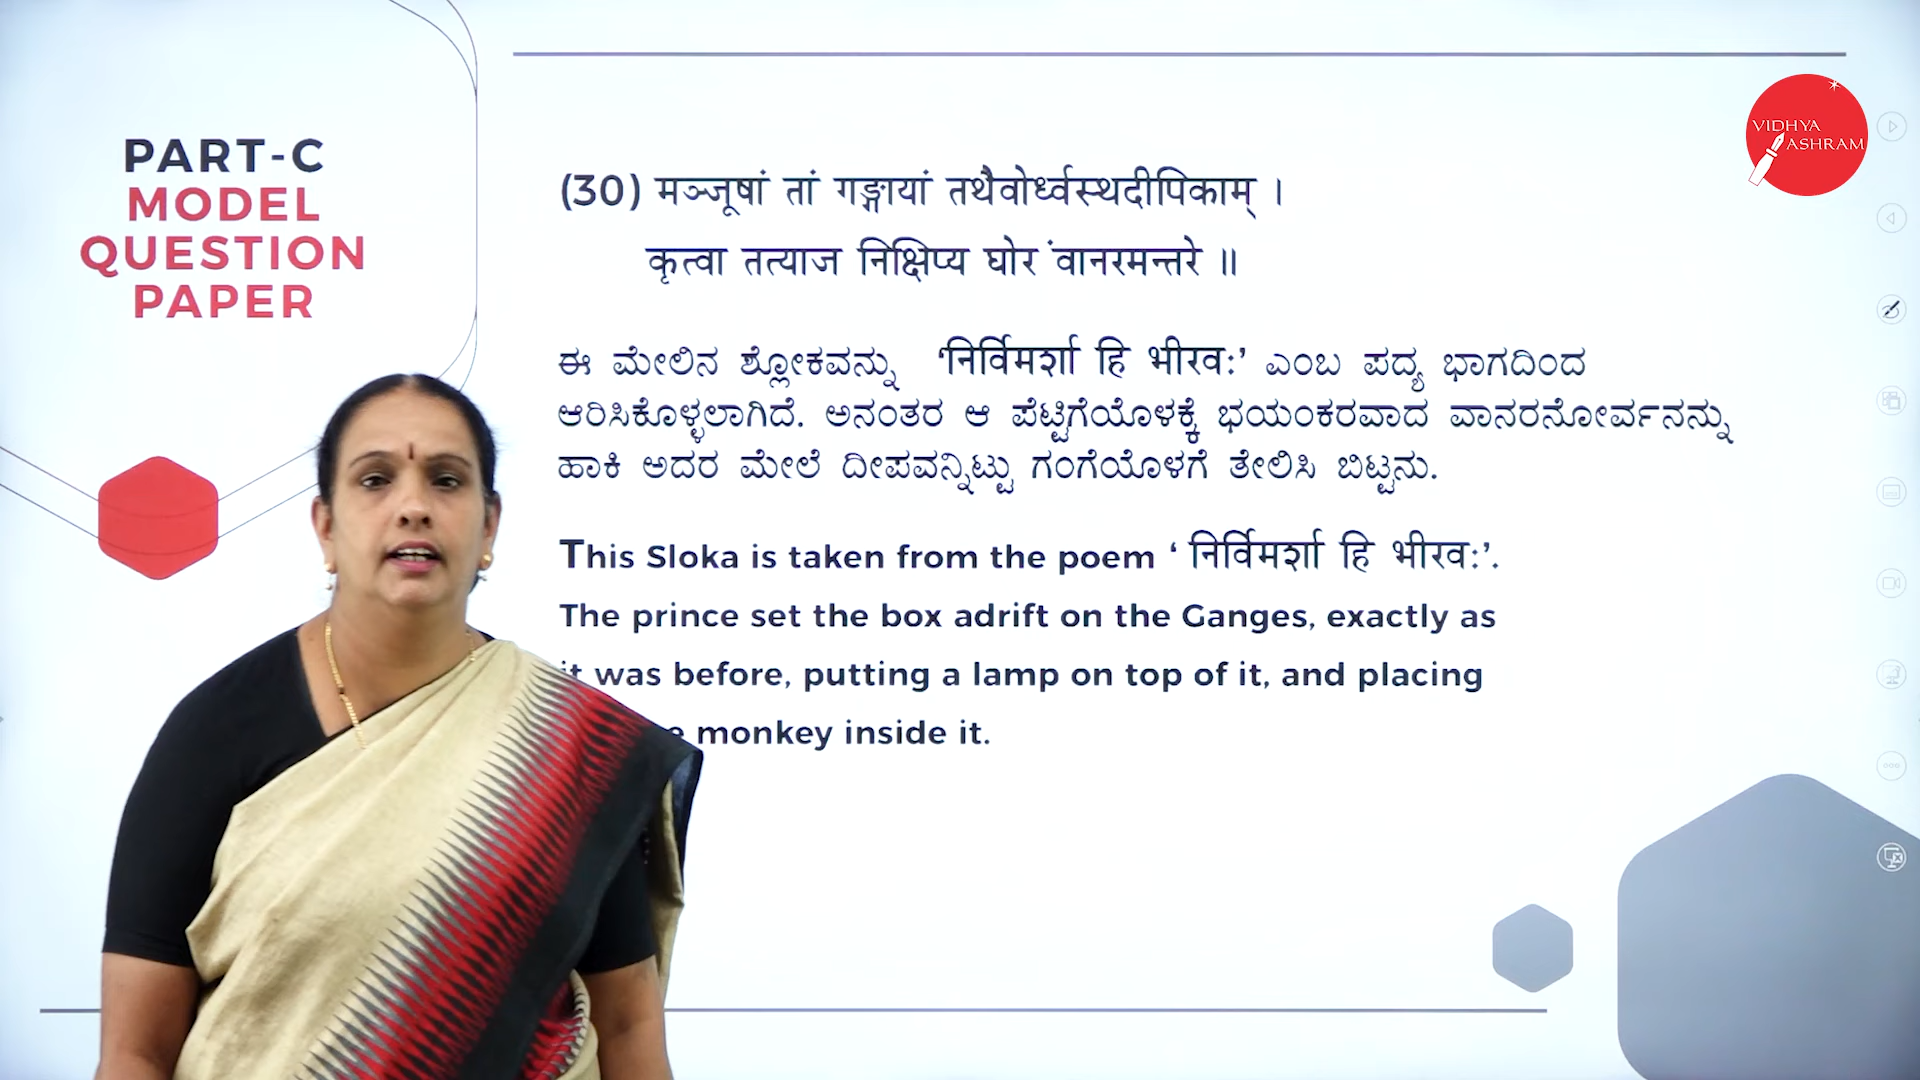 PART-C
MODEL
QUESTION
PAPER
VIDHYA
ASHRAM
(30) मञ्जूषां तां गङ्गायां तथैवोर्ध्वस्थदीपिकाम् ।
कृत्वा तत्याज निक्षिप्य घोरं वानरमन्तरे ॥
ಈ ಮೇಲಿನ ಶ್ಲೋಕವನ್ನು 'निर्विमर्शा हि भीरवः' ಎಂಬ ಪದ್ಯ ಭಾಗದಿಂದ
ಆರಿಸಿಕೊಳ್ಳಲಾಗಿದೆ. ಅನಂತರ ಆ ಪೆಟ್ಟಿಗೆಯೊಳಕ್ಕೆ ಭಯಂಕರವಾದ ವಾನರನೋರ್ವನನ್ನು
ಹಾಕಿ ಅದರ ಮೇಲೆ ದೀಪವನ್ನಿಟ್ಟು ಗಂಗೆಯೊಳಗೆ ತೇಲಿಸಿ ಬಿಟ್ಟನು.
This Sloka is taken from the poem ' निर्विमर्शा हि भीरवः'.
The prince set the box adrift on the Ganges, exactly as
it was before, putting a lamp on top of it, and placing
monkey inside it.